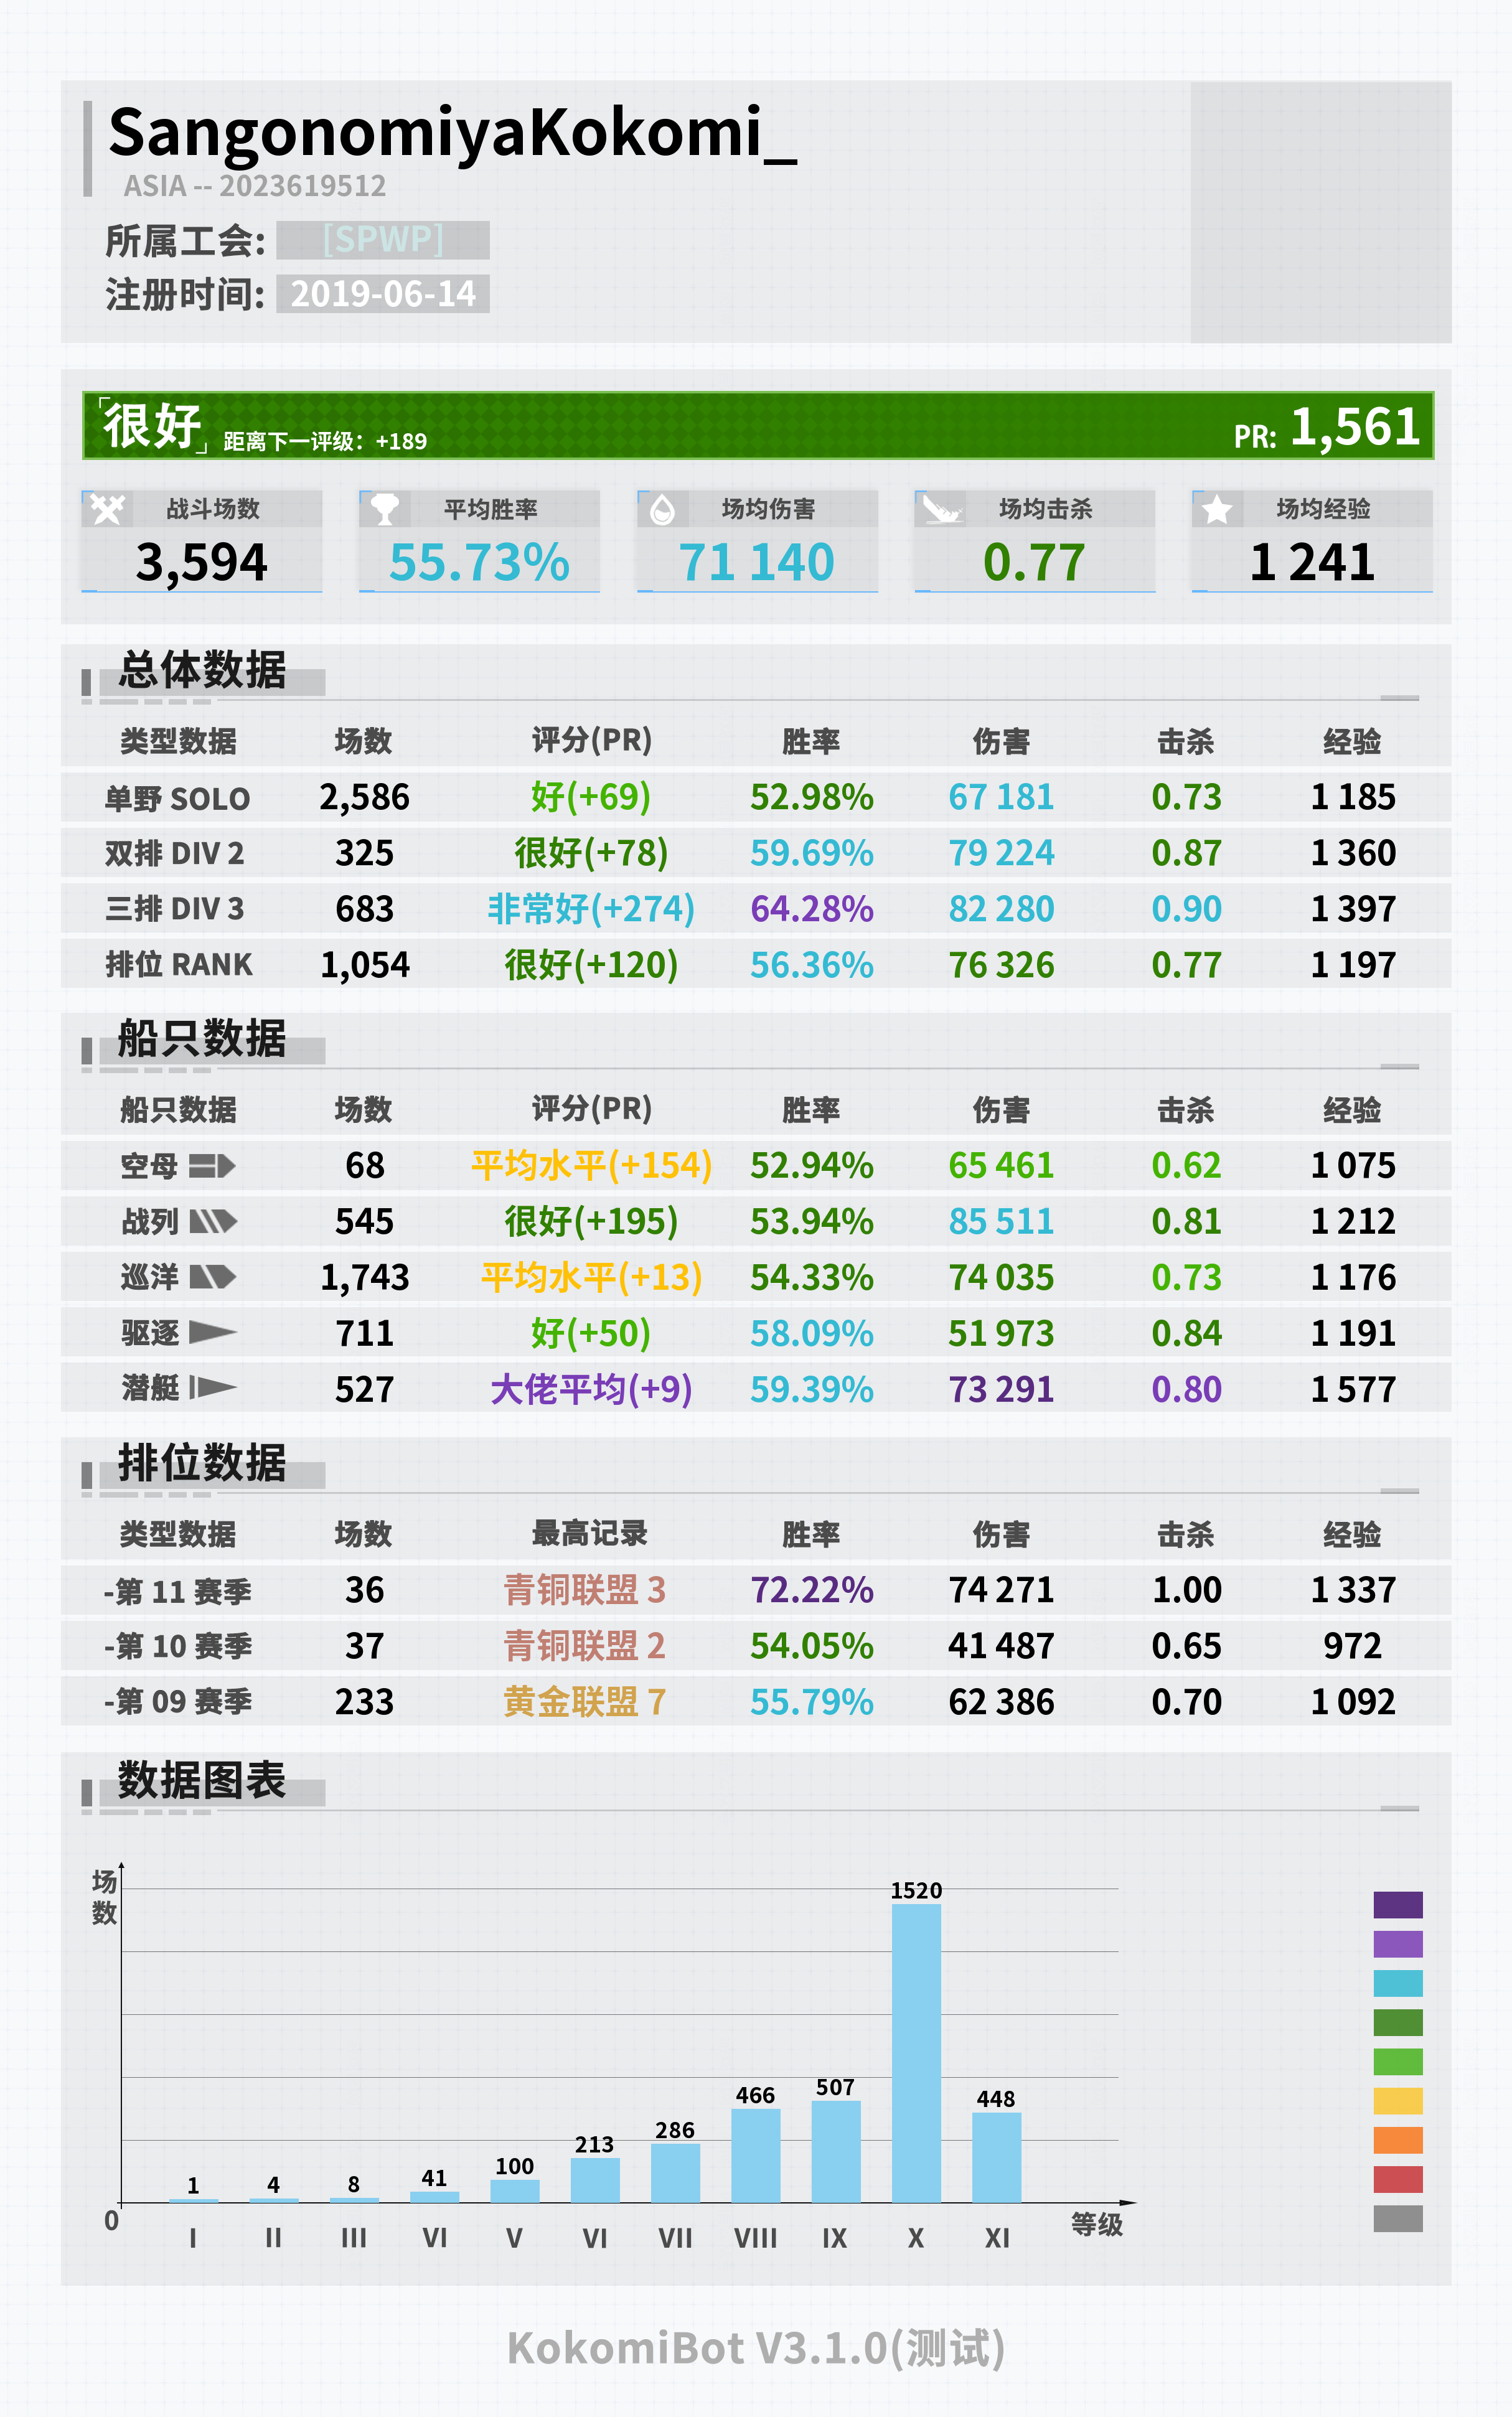 SangonomiyaKokomi_
ASIA -- 2023619512
所属工会: [SPWP]
注册时间: 2019-06-14
「很好」 距离下一评级：+189 PR: 1,561
战斗场数 平均胜率 场均伤害 场均击杀 场均经验
3,594 55.73% 71 140 0.77 1 241
总体数据
类型数据 场数 评分(PR) 胜率 伤害 击杀 经验
单野 SOLO 2,586 好(+69) 52.98% 67 181 0.73 1 185
双排 DIV 2 325 很好(+78) 59.69% 79 224 0.87 1 360
三排 DIV 3 683 非常好(+274) 64.28% 82 280 0.90 1 397
排位 RANK 1,054 很好(+120) 56.36% 76 326 0.77 1 197
船只数据
船只数据 场数 评分(PR) 胜率 伤害 击杀 经验
空母 68 平均水平(+154) 52.94% 65 461 0.62 1 075
战列 545 很好(+195) 53.94% 85 511 0.81 1 212
巡洋 1,743 平均水平(+13) 54.33% 74 035 0.73 1 176
驱逐 711 好(+50) 58.09% 51 973 0.84 1 191
潜艇 527 大佬平均(+9) 59.39% 73 291 0.80 1 577
排位数据
类型数据 场数 最高记录 胜率 伤害 击杀 经验
-第 11 赛季 36 青铜联盟 3 72.22% 74 271 1.00 1 337
-第 10 赛季 37 青铜联盟 2 54.05% 41 487 0.65 972
-第 09 赛季 233 黄金联盟 7 55.79% 62 386 0.70 1 092
数据图表
场数
1 4 8 41 100 213 286 466 507 1520 448
0 I II III VI V VI VII VIII IX X XI 等级
KokomiBot V3.1.0(测试)